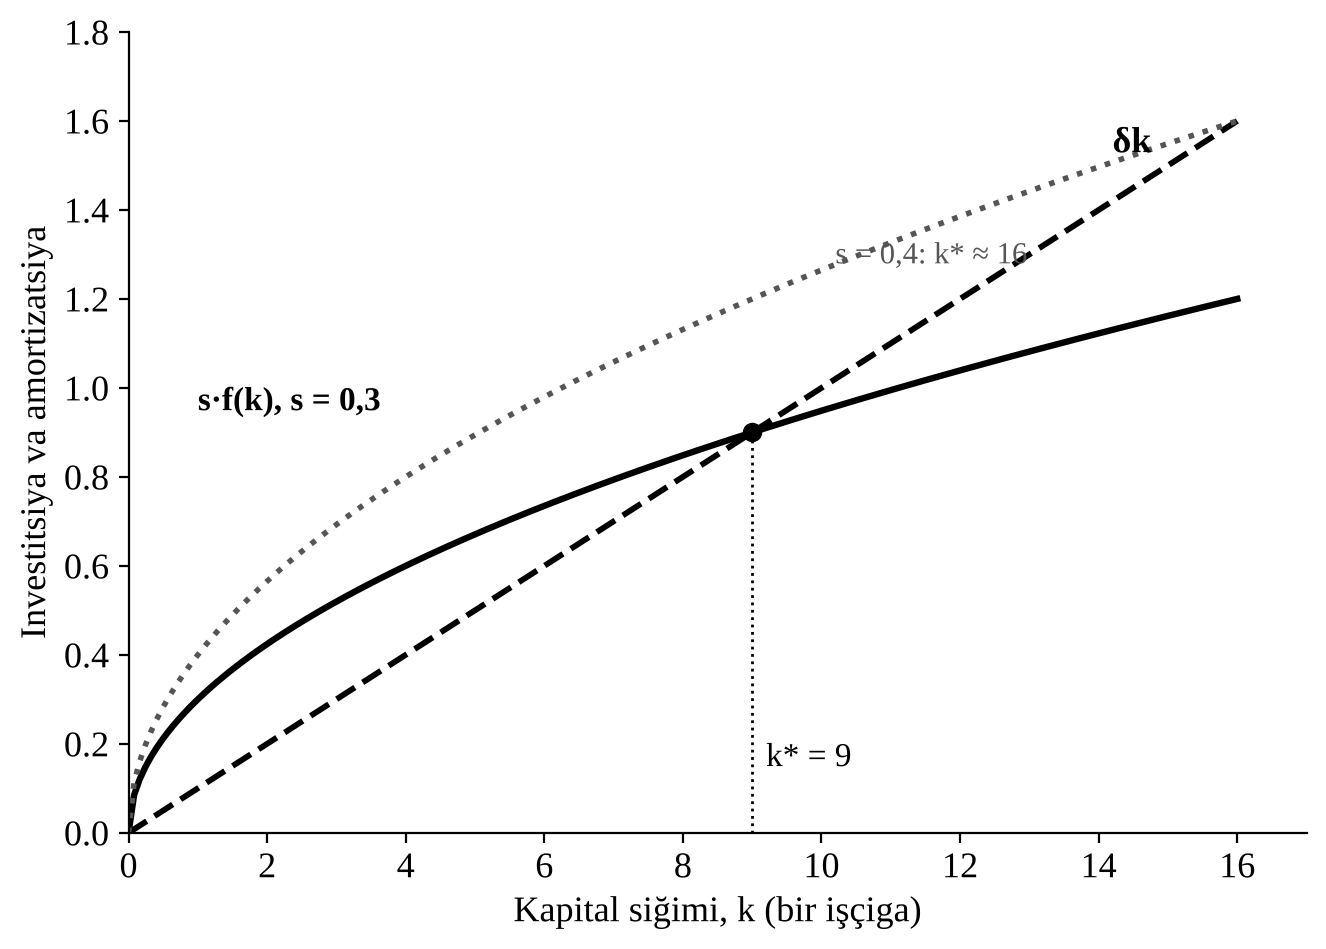 Investitsiya va amortizatsiya
1.8
1.6
1.4
1.2
1.0
0.8
0.6
0.4
0.2
0.0
δk
s = 0,4: k* ≈ 16
s·f(k), s = 0,3
k* = 9
0 2 4 6 8 10 12 14 16
Kapital siğimi, k (bir işçiga)